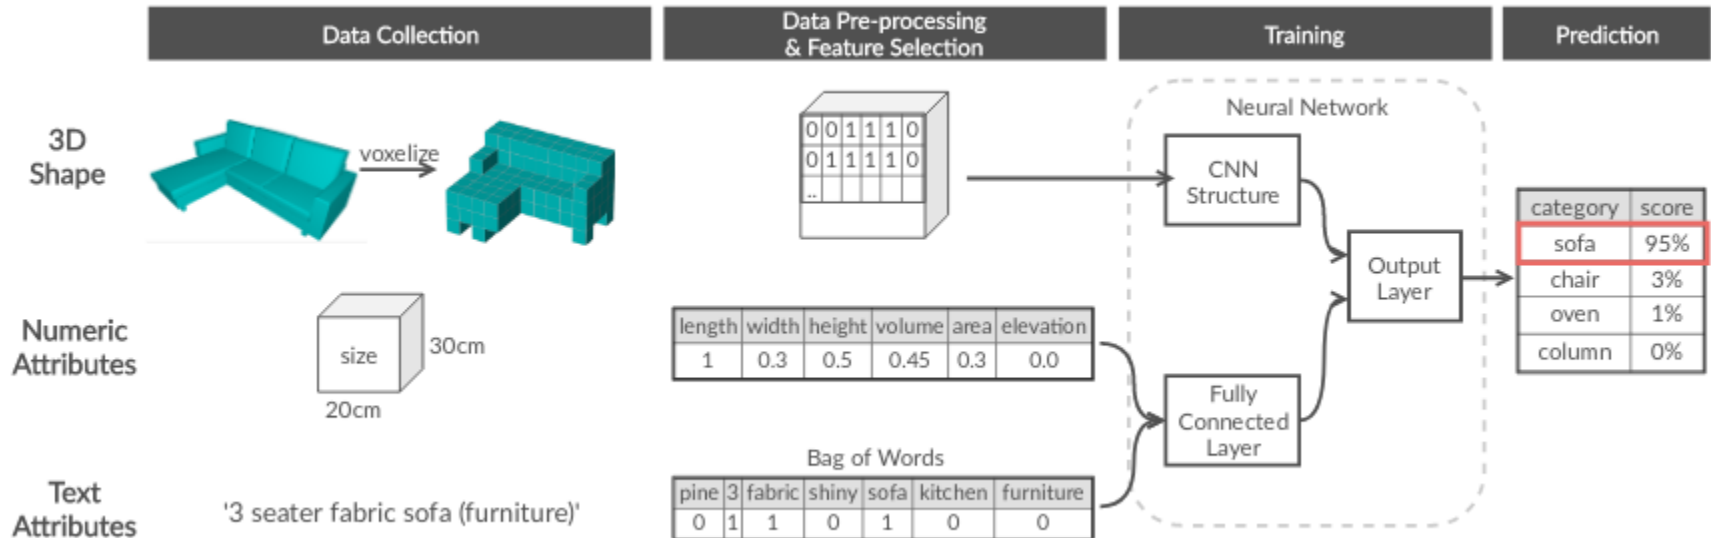 Data Collection
Data Pre-processing
& Feature Selection
Training
Prediction
3D
Shape
voxelize
0 0 1 1 1 0
0 1 1 1 1 0
..
Neural Network
CNN
Structure
Output
Layer
category score
sofa 95%
chair 3%
oven 1%
column 0%
Numeric
Attributes
size
30cm
20cm
length width height volume area elevation
1 0.3 0.5 0.45 0.3 0.0
Fully
Connected
Layer
Text
Attributes
'3 seater fabric sofa (furniture)'
Bag of Words
pine 3 fabric shiny sofa kitchen furniture
0 1 1 0 1 0 0